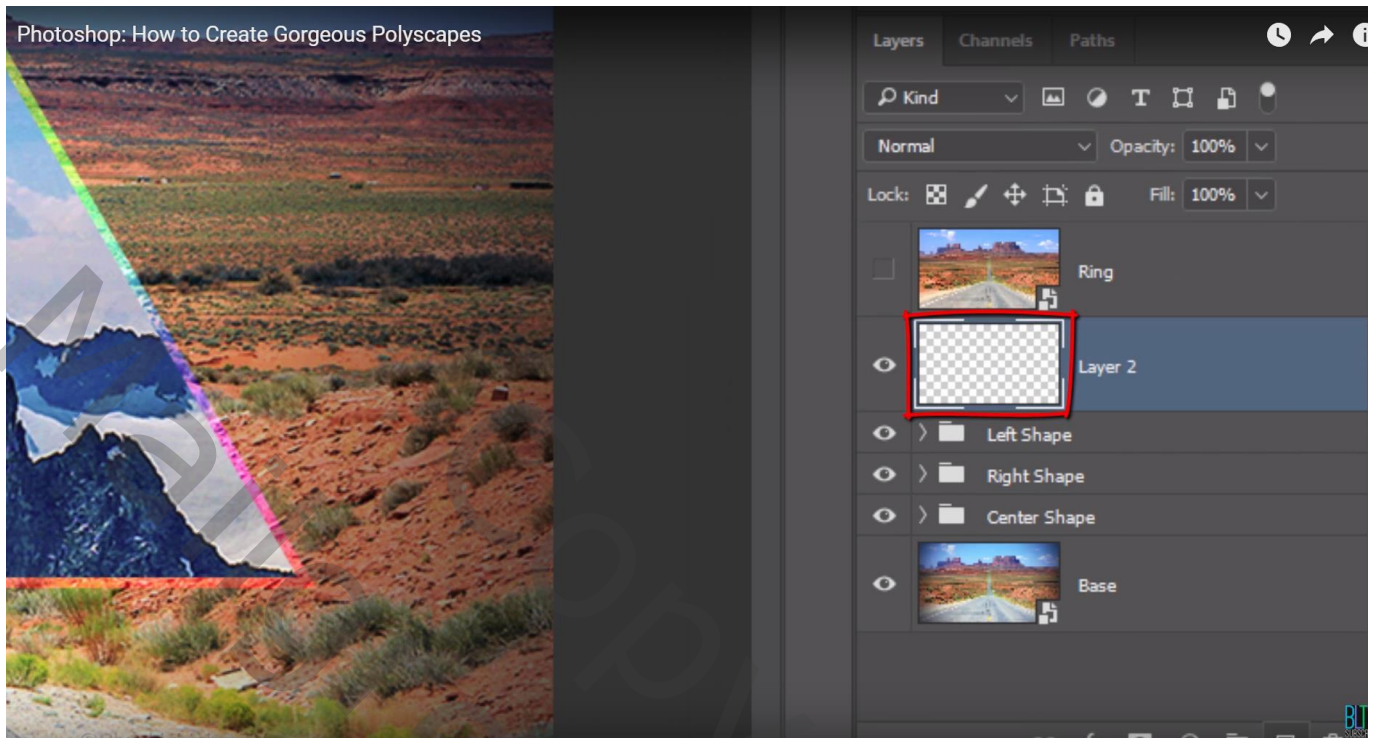 Photoshop: How to Create Gorgeous Polyscapes
Layers Channels Paths
Kind
Normal Opacity: 100%
Lock: Fill: 100%
Ring
Layer 2
Left Shape
Right Shape
Center Shape
Base